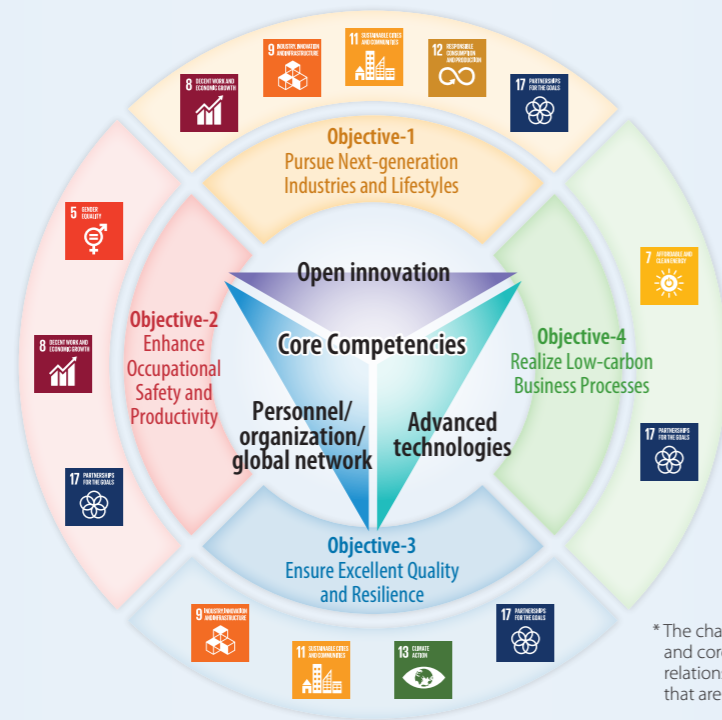 9 INDUSTRY, INNOVATION
AND INFRASTRUCTURE
11 SUSTAINABLE CITIES
AND COMMUNITIES
12 RESPONSIBLE
CONSUMPTION
AND PRODUCTION
8 DECENT WORK AND
ECONOMIC GROWTH
17 PARTNERSHIPS
FOR THE GOALS
Objective-1
Pursue Next-generation
Industries and Lifestyles
5 GENDER
EQUALITY
8 DECENT WORK AND
ECONOMIC GROWTH
17 PARTNERSHIPS
FOR THE GOALS
Objective-2
Enhance
Occupational
Safety and
Productivity
Open innovation
Core Competencies
Personnel/
organization/
global network
Advanced
technologies
Objective-4
Realize Low-carbon
Business Processes
7 AFFORDABLE AND
CLEAN ENERGY
17 PARTNERSHIPS
FOR THE GOALS
Objective-3
Ensure Excellent Quality
and Resilience
9 INDUSTRY, INNOVATION
AND INFRASTRUCTURE
11 SUSTAINABLE CITIES
AND COMMUNITIES
13 CLIMATE
ACTION
17 PARTNERSHIPS
FOR THE GOALS
* The cha
and cor
relations
that are